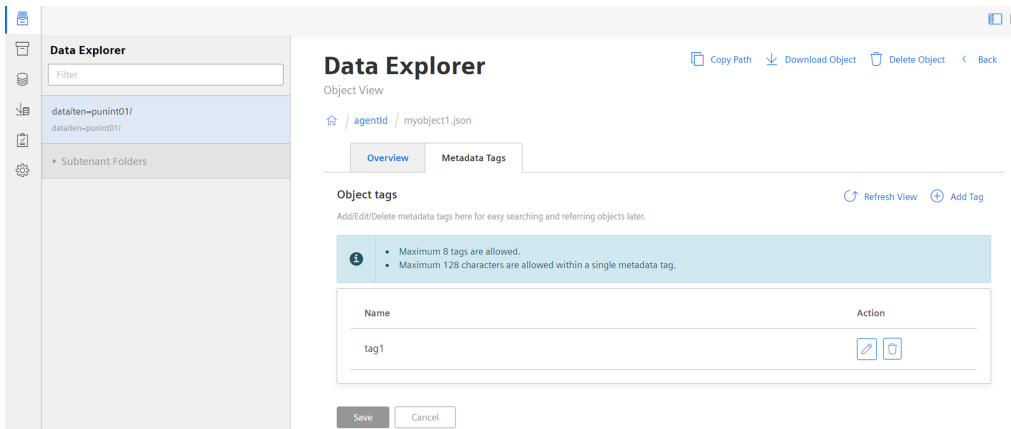 Data Explorer
Filter
data/ten=punint01/
data/ten=punint01/
Subtenant Folders
Data Explorer
Copy Path
Download Object
Delete Object
Back
Object View
agentId / myobject1.json
Overview
Metadata Tags
Object tags
Refresh View
Add Tag
Add/Edit/Delete metadata tags here for easy searching and referring objects later.
• Maximum 8 tags are allowed.
• Maximum 128 characters are allowed within a single metadata tag.
Name
Action
tag1
Save
Cancel